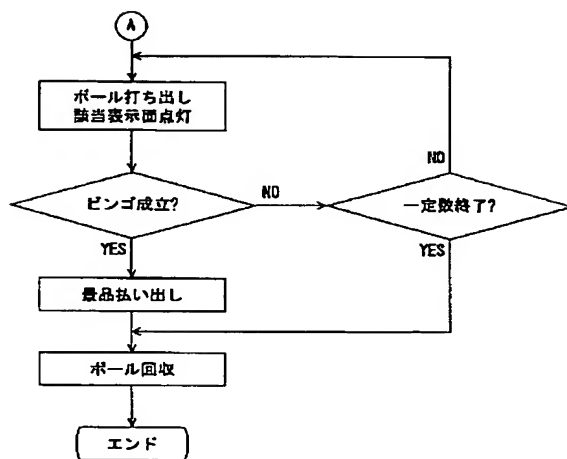 A
ボール打ち出し
該当表示面点灯
NO
ビンゴ成立?
NO
一定数終了?
YES
YES
景品払い出し
ボール回収
エンド